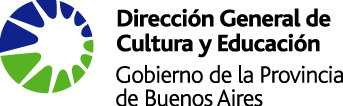 Dirección General de
Cultura y Educación
Gobierno de la Provincia
de Buenos Aires